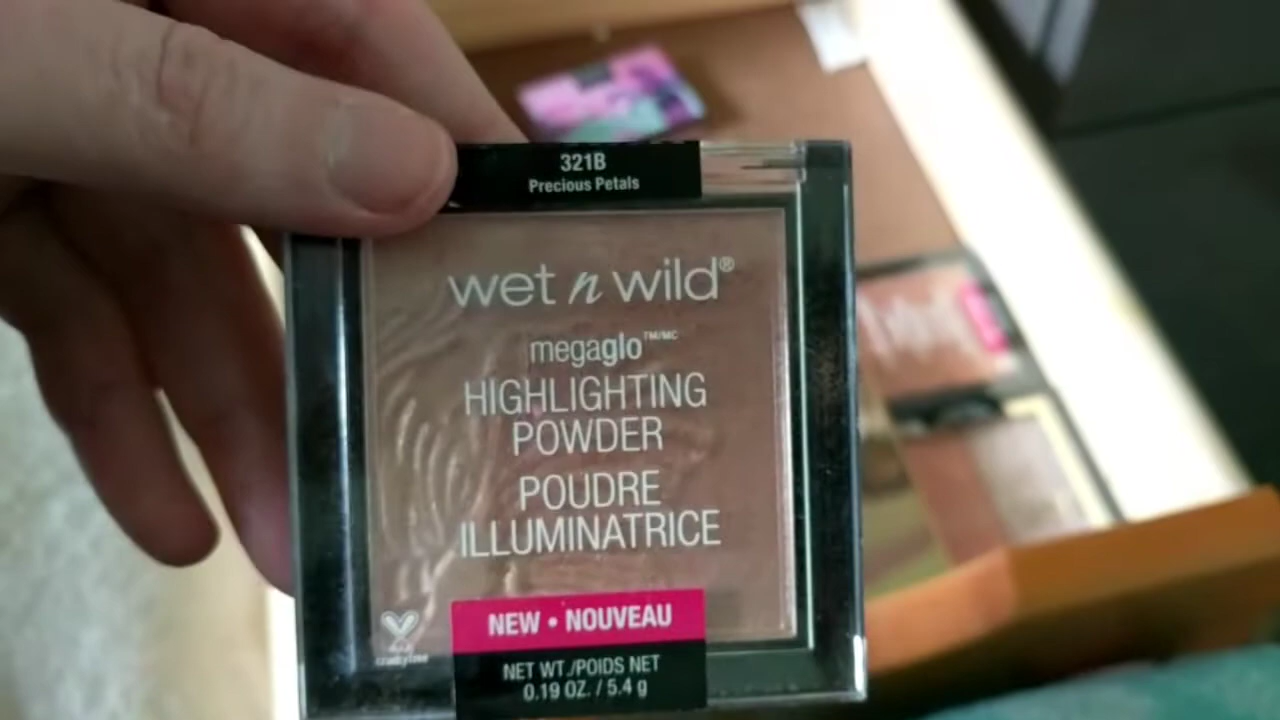 321B
Precious Petals
wet n wild®
megaglo™/MC
HIGHLIGHTING
POWDER
POUDRE
ILLUMINATRICE
NEW • NOUVEAU
NET WT./POIDS NET
0.19 OZ. / 5.4 g
crueltyfree